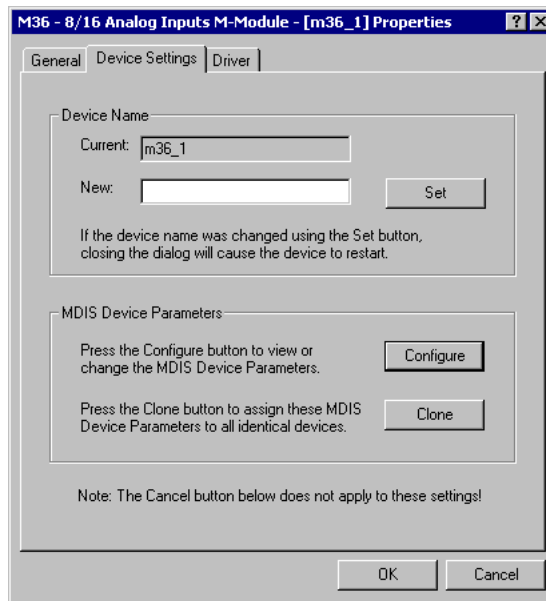 M36 - 8/16 Analog Inputs M-Module - [m36_1] Properties
General Device Settings Driver
Device Name
Current: m36_1
New:
Set
If the device name was changed using the Set button,
closing the dialog will cause the device to restart.
MDIS Device Parameters
Press the Configure button to view or
change the MDIS Device Parameters.
Configure
Press the Clone button to assign these MDIS
Device Parameters to all identical devices.
Clone
Note: The Cancel button below does not apply to these settings!
OK Cancel